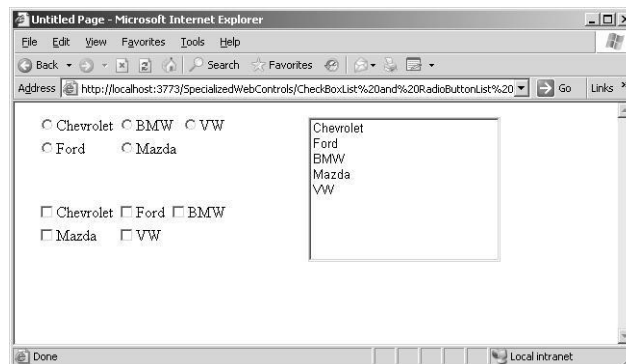 Untitled Page - Microsoft Internet Explorer
File Edit View Favorites Tools Help
Back Search Favorites
Address http://localhost:3773/SpecializedWebControls/CheckBoxList%20and%20RadioButtonList%20 Go Links »
Chevrolet BMW VW
Ford Mazda
Chevrolet Ford BMW
Mazda VW
Chevrolet
Ford
BMW
Mazda
VW
Done Local intranet